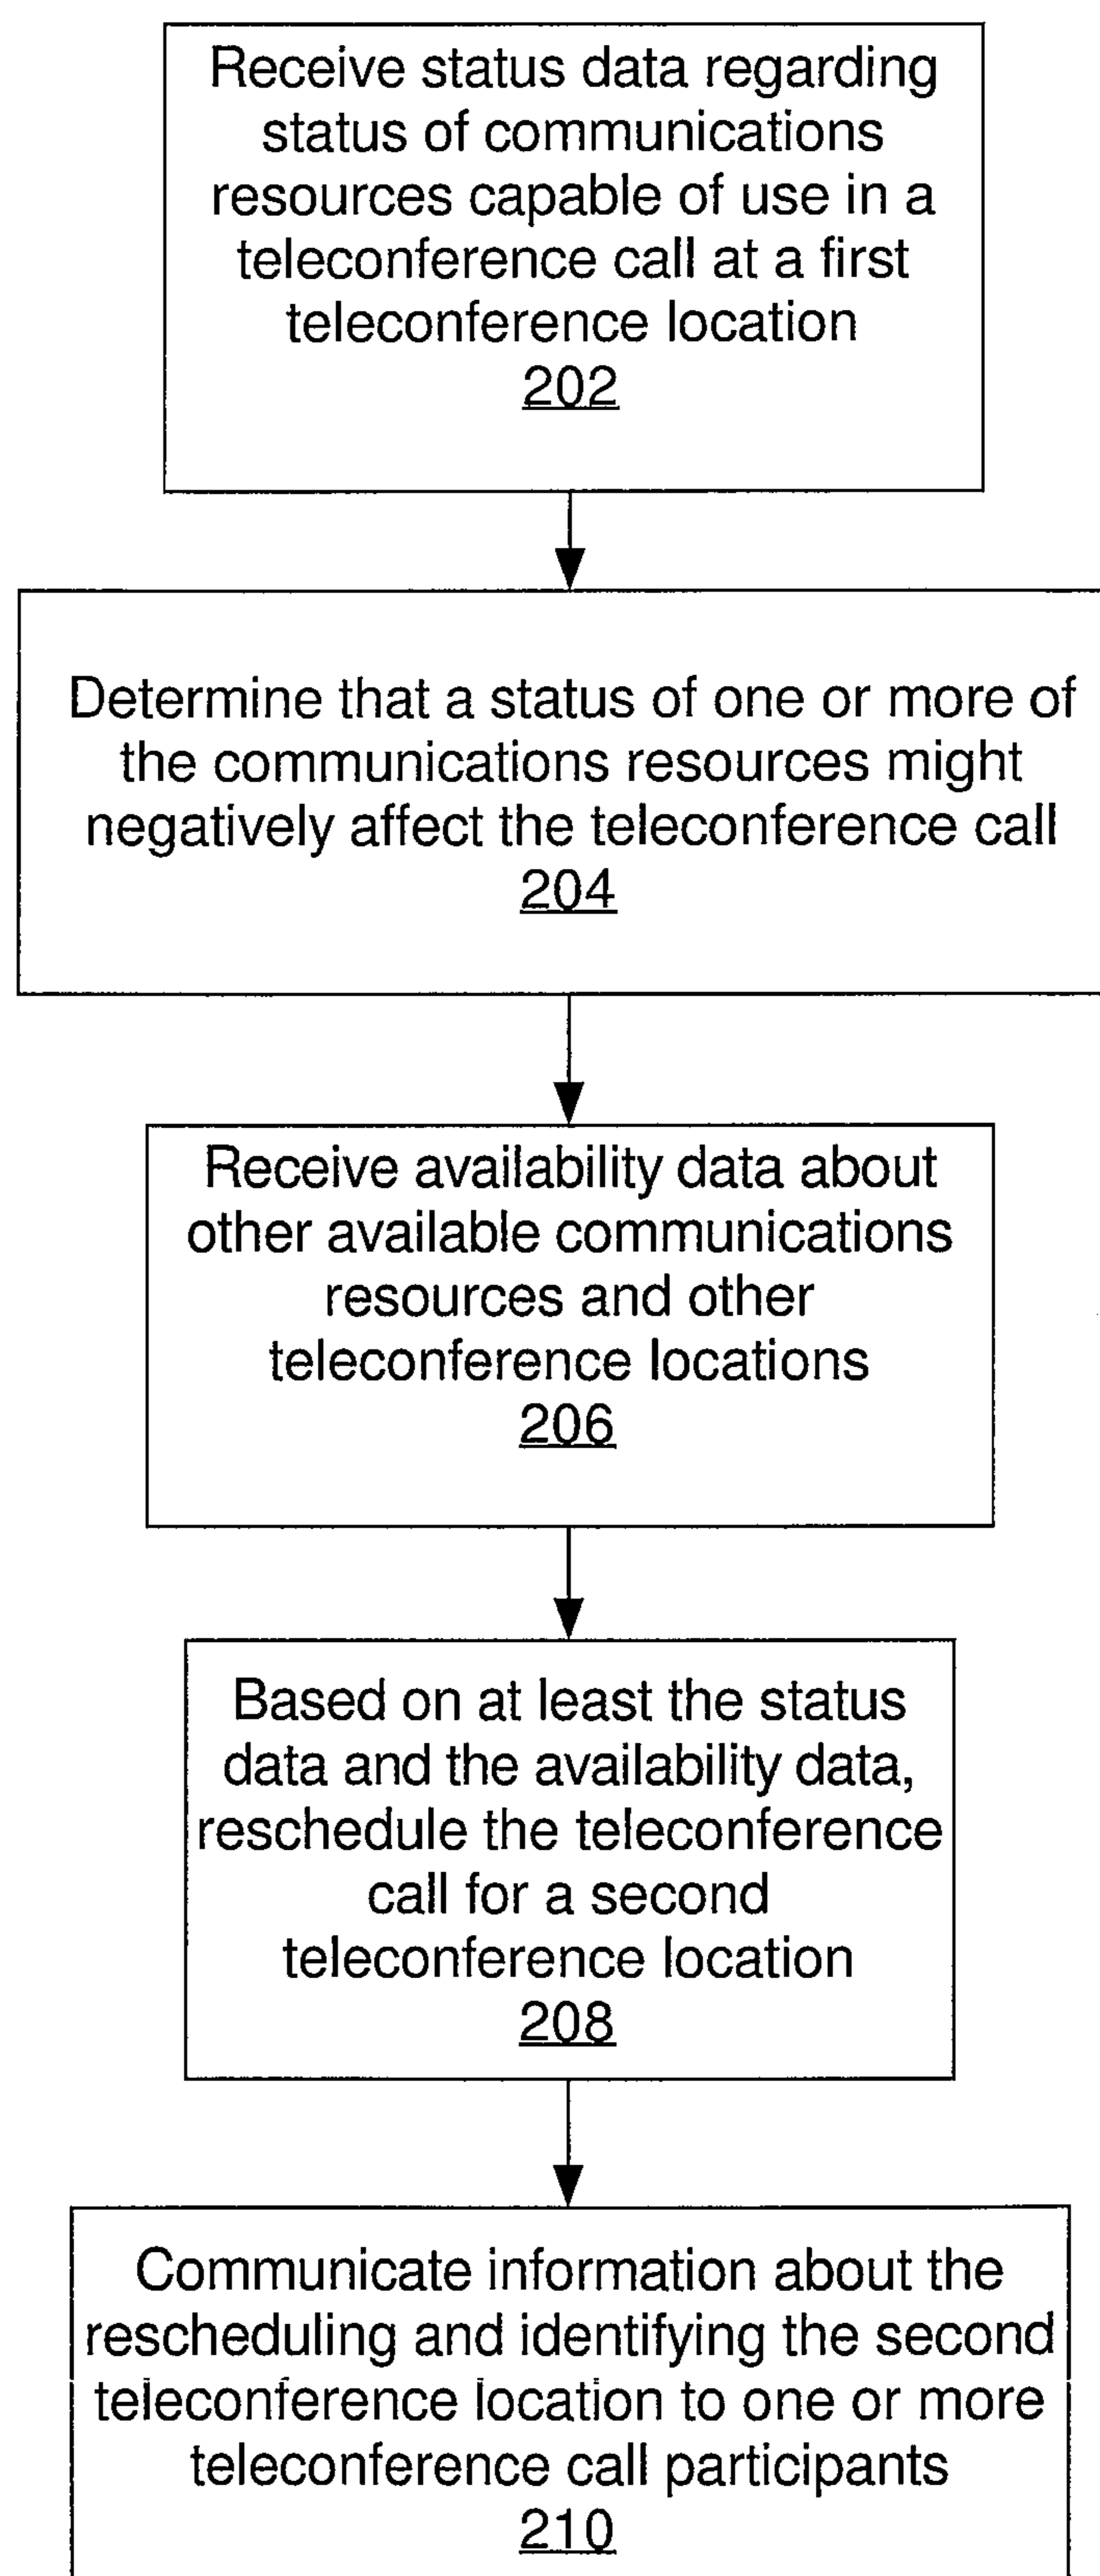 Receive status data regarding
status of communications
resources capable of use in a
teleconference call at a first
teleconference location
202
Determine that a status of one or more of
the communications resources might
negatively affect the teleconference call
204
Receive availability data about
other available communications
resources and other
teleconference locations
206
Based on at least the status
data and the availability data,
reschedule the teleconference
call for a second
teleconference location
208
Communicate information about the
rescheduling and identifying the second
teleconference location to one or more
teleconference call participants
210